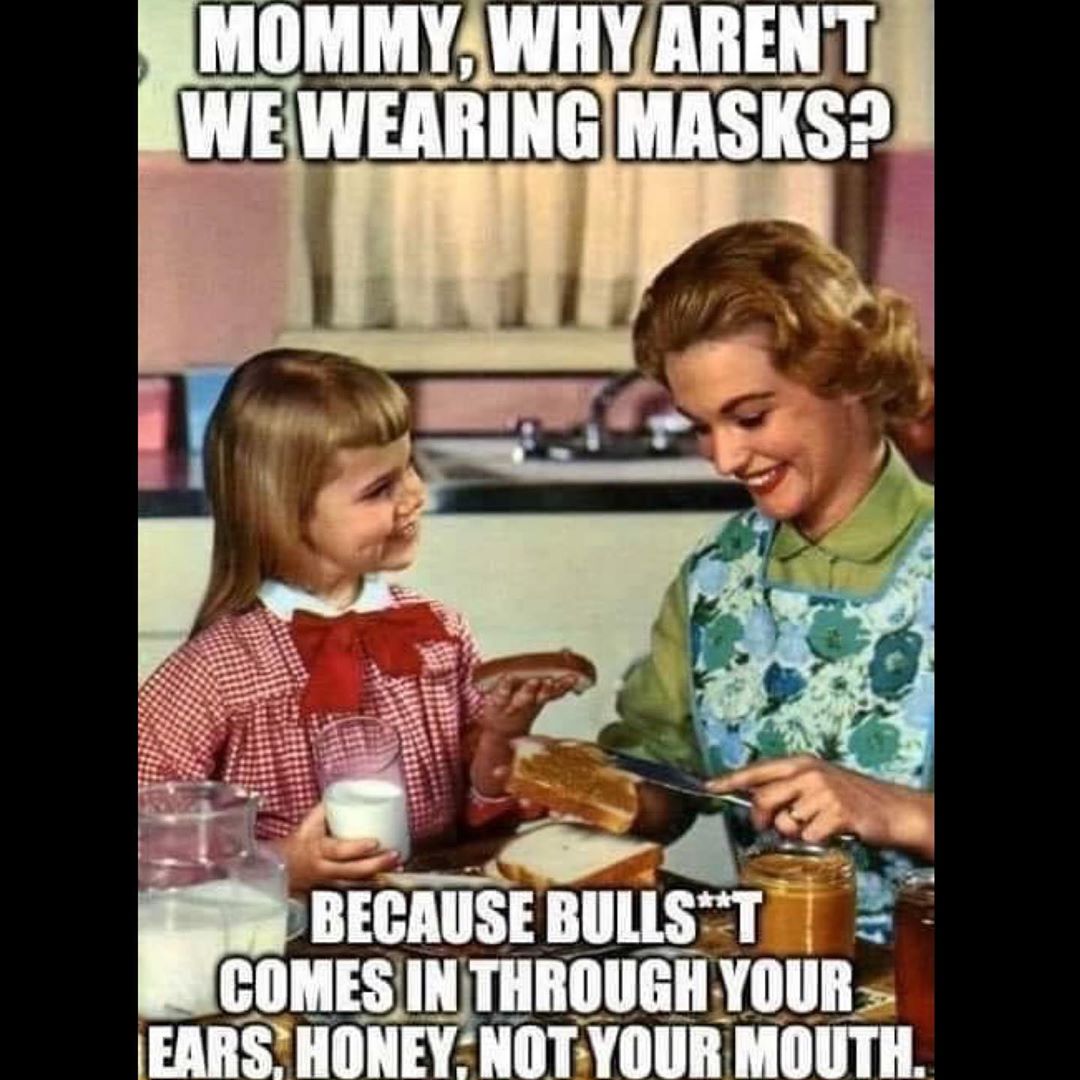 MOMMY, WHY AREN'T
WE WEARING MASKS?
BECAUSE BULLS**T
COMES IN THROUGH YOUR
EARS, HONEY, NOT YOUR MOUTH.